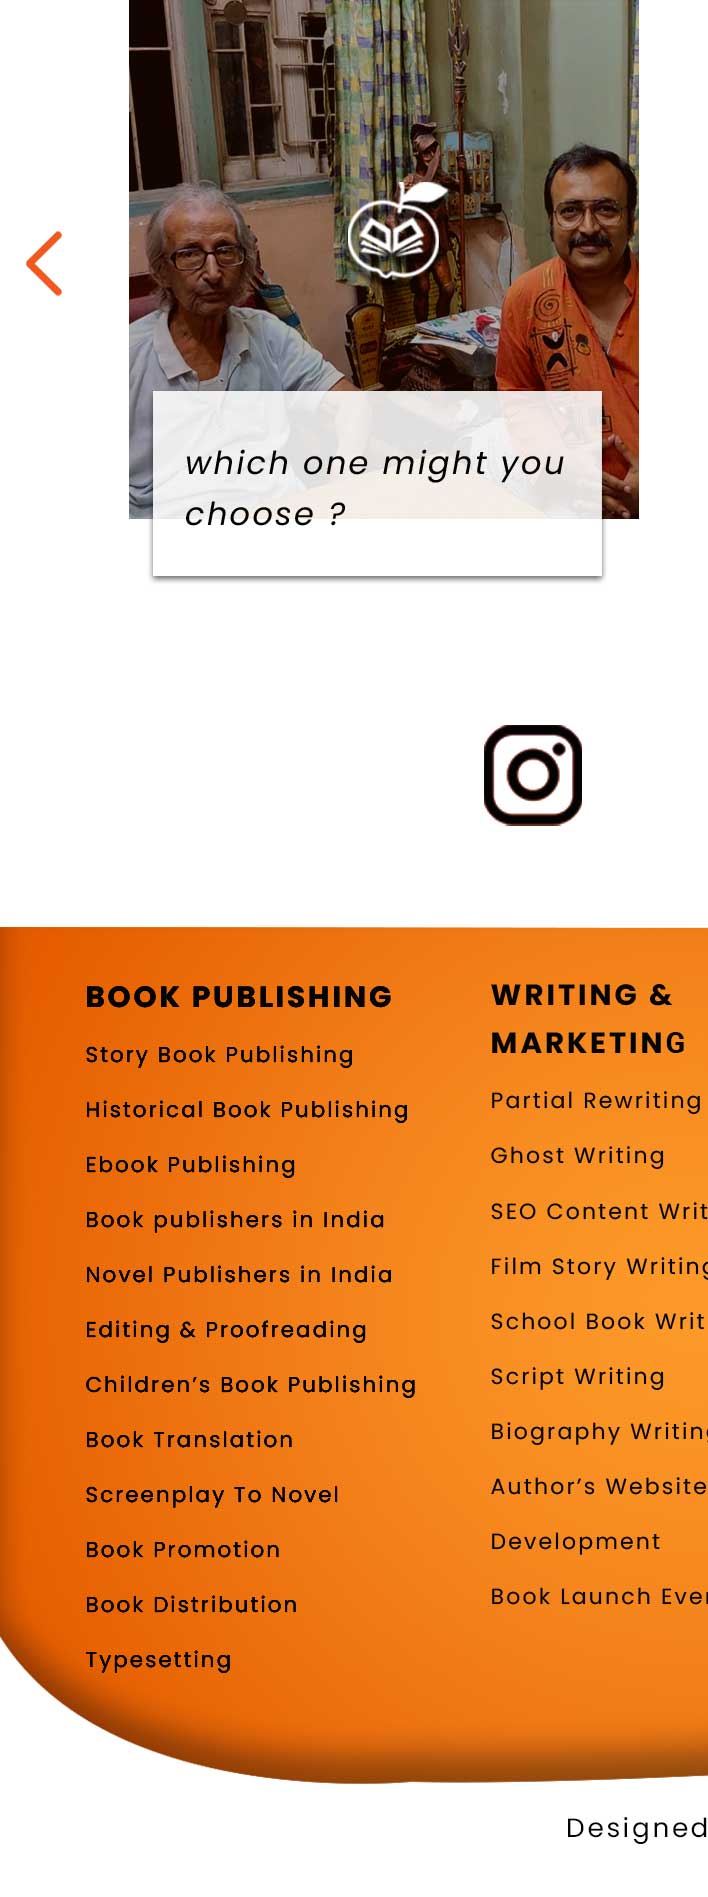 which one might you
choose ?
BOOK PUBLISHING
Story Book Publishing
Historical Book Publishing
Ebook Publishing
Book publishers in India
Novel Publishers in India
Editing & Proofreading
Children’s Book Publishing
Book Translation
Screenplay To Novel
Book Promotion
Book Distribution
Typesetting
WRITING &
MARKETING
Partial Rewriting
Ghost Writing
SEO Content Writ
Film Story Writing
School Book Writ
Script Writing
Biography Writing
Author’s Website
Development
Book Launch Ever
Designed